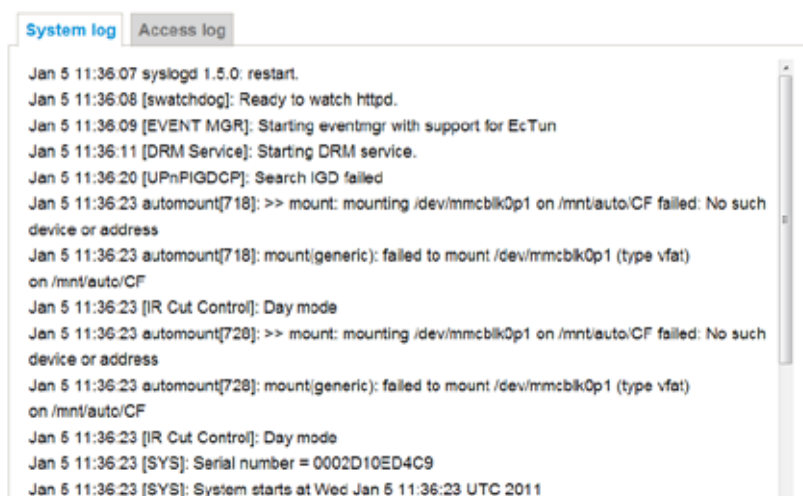 System log
Access log
Jan 5 11:36:07 syslogd 1.5.0: restart.
Jan 5 11:36:08 [swatchdog]: Ready to watch httpd.
Jan 5 11:36:09 [EVENT MGR]: Starting eventmgr with support for EcTun
Jan 5 11:36:11 [DRM Service]: Starting DRM service.
Jan 5 11:36:20 [UPnPIGDCP]: Search IGD failed
Jan 5 11:36:23 automount[718]: >> mount: mounting /dev/mmcblk0p1 on /mnt/auto/CF failed: No such
device or address
Jan 5 11:36:23 automount[718]: mount(generic): failed to mount /dev/mmcblk0p1 (type vfat)
on /mnt/auto/CF
Jan 5 11:36:23 [IR Cut Control]: Day mode
Jan 5 11:36:23 automount[728]: >> mount: mounting /dev/mmcblk0p1 on /mnt/auto/CF failed: No such
device or address
Jan 5 11:36:23 automount[728]: mount(generic): failed to mount /dev/mmcblk0p1 (type vfat)
on /mnt/auto/CF
Jan 5 11:36:23 [IR Cut Control]: Day mode
Jan 5 11:36:23 [SYS]: Serial number = 0002D10ED4C9
Jan 5 11:36:23 [SYS]: System starts at Wed Jan 5 11:36:23 UTC 2011